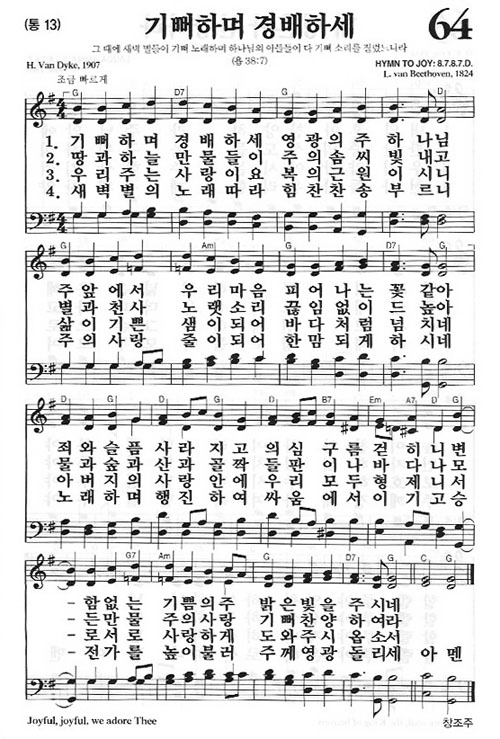 (통 13)
기뻐하며 경배하세
64
그 때에 새벽 별들이 기뻐 노래하며 하나님의 아들들이 다 기뻐 소리를 질렀느니라
(욥 38:7)
H. Van Dyke, 1907
HYMN TO JOY: 8.7.8.7.D.
L. van Beethoven, 1824
조금 빠르게
G D7 G G D
1. 기 뻐 하 며 경 배 하 세 영 광 의 주 하 나 님
2. 땅 과 하 늘 만 물 들 이 주 의 솜 씨 빛 내 고
3. 우 리 주 는 사 랑 이 요 복 의 근 원 이 시 니
4. 새 벽 별 의 노 래 따 라 힘 찬 찬 송 부 르 니
G Am G G D7 G
주 앞 에 서 우 리 마 음 피 어 나 는 꽃 같 아
별 과 천 사 노 랫 소 리 끊 임 없 이 드 높 아
삶 이 기 쁜 샘 이 되 어 바 다 처 럼 넘 치 네
주 의 사 랑 줄 이 되 어 한 맘 되 게 하 시 네
D G D G D B7 Em A7 D G
죄 와 슬 픔 사 라 지 고 의 심 구 름 걷 히 니 변
물 과 숲 과 산 과 골 짝 들 판 이 나 바 다 나 모
아 버 지 의 사 랑 안 에 우 리 모 두 형 제 니 서
노 래 하 며 행 진 하 여 싸 움 에 서 이 기 고 승
G7 Am G D7 G C G
- 함 없 는 기 쁨 의 주 밝 은 빛 을 주 시 네
- 든 만 물 주 의 사 랑 기 뻐 찬 양 하 여 라
- 로 서 로 사 랑 하 게 도 와 주 시 옵 소 서
- 전 가 를 높 이 불 러 주 께 영 광 돌 리 세 아 멘
Joyful, joyful, we adore Thee
창조주